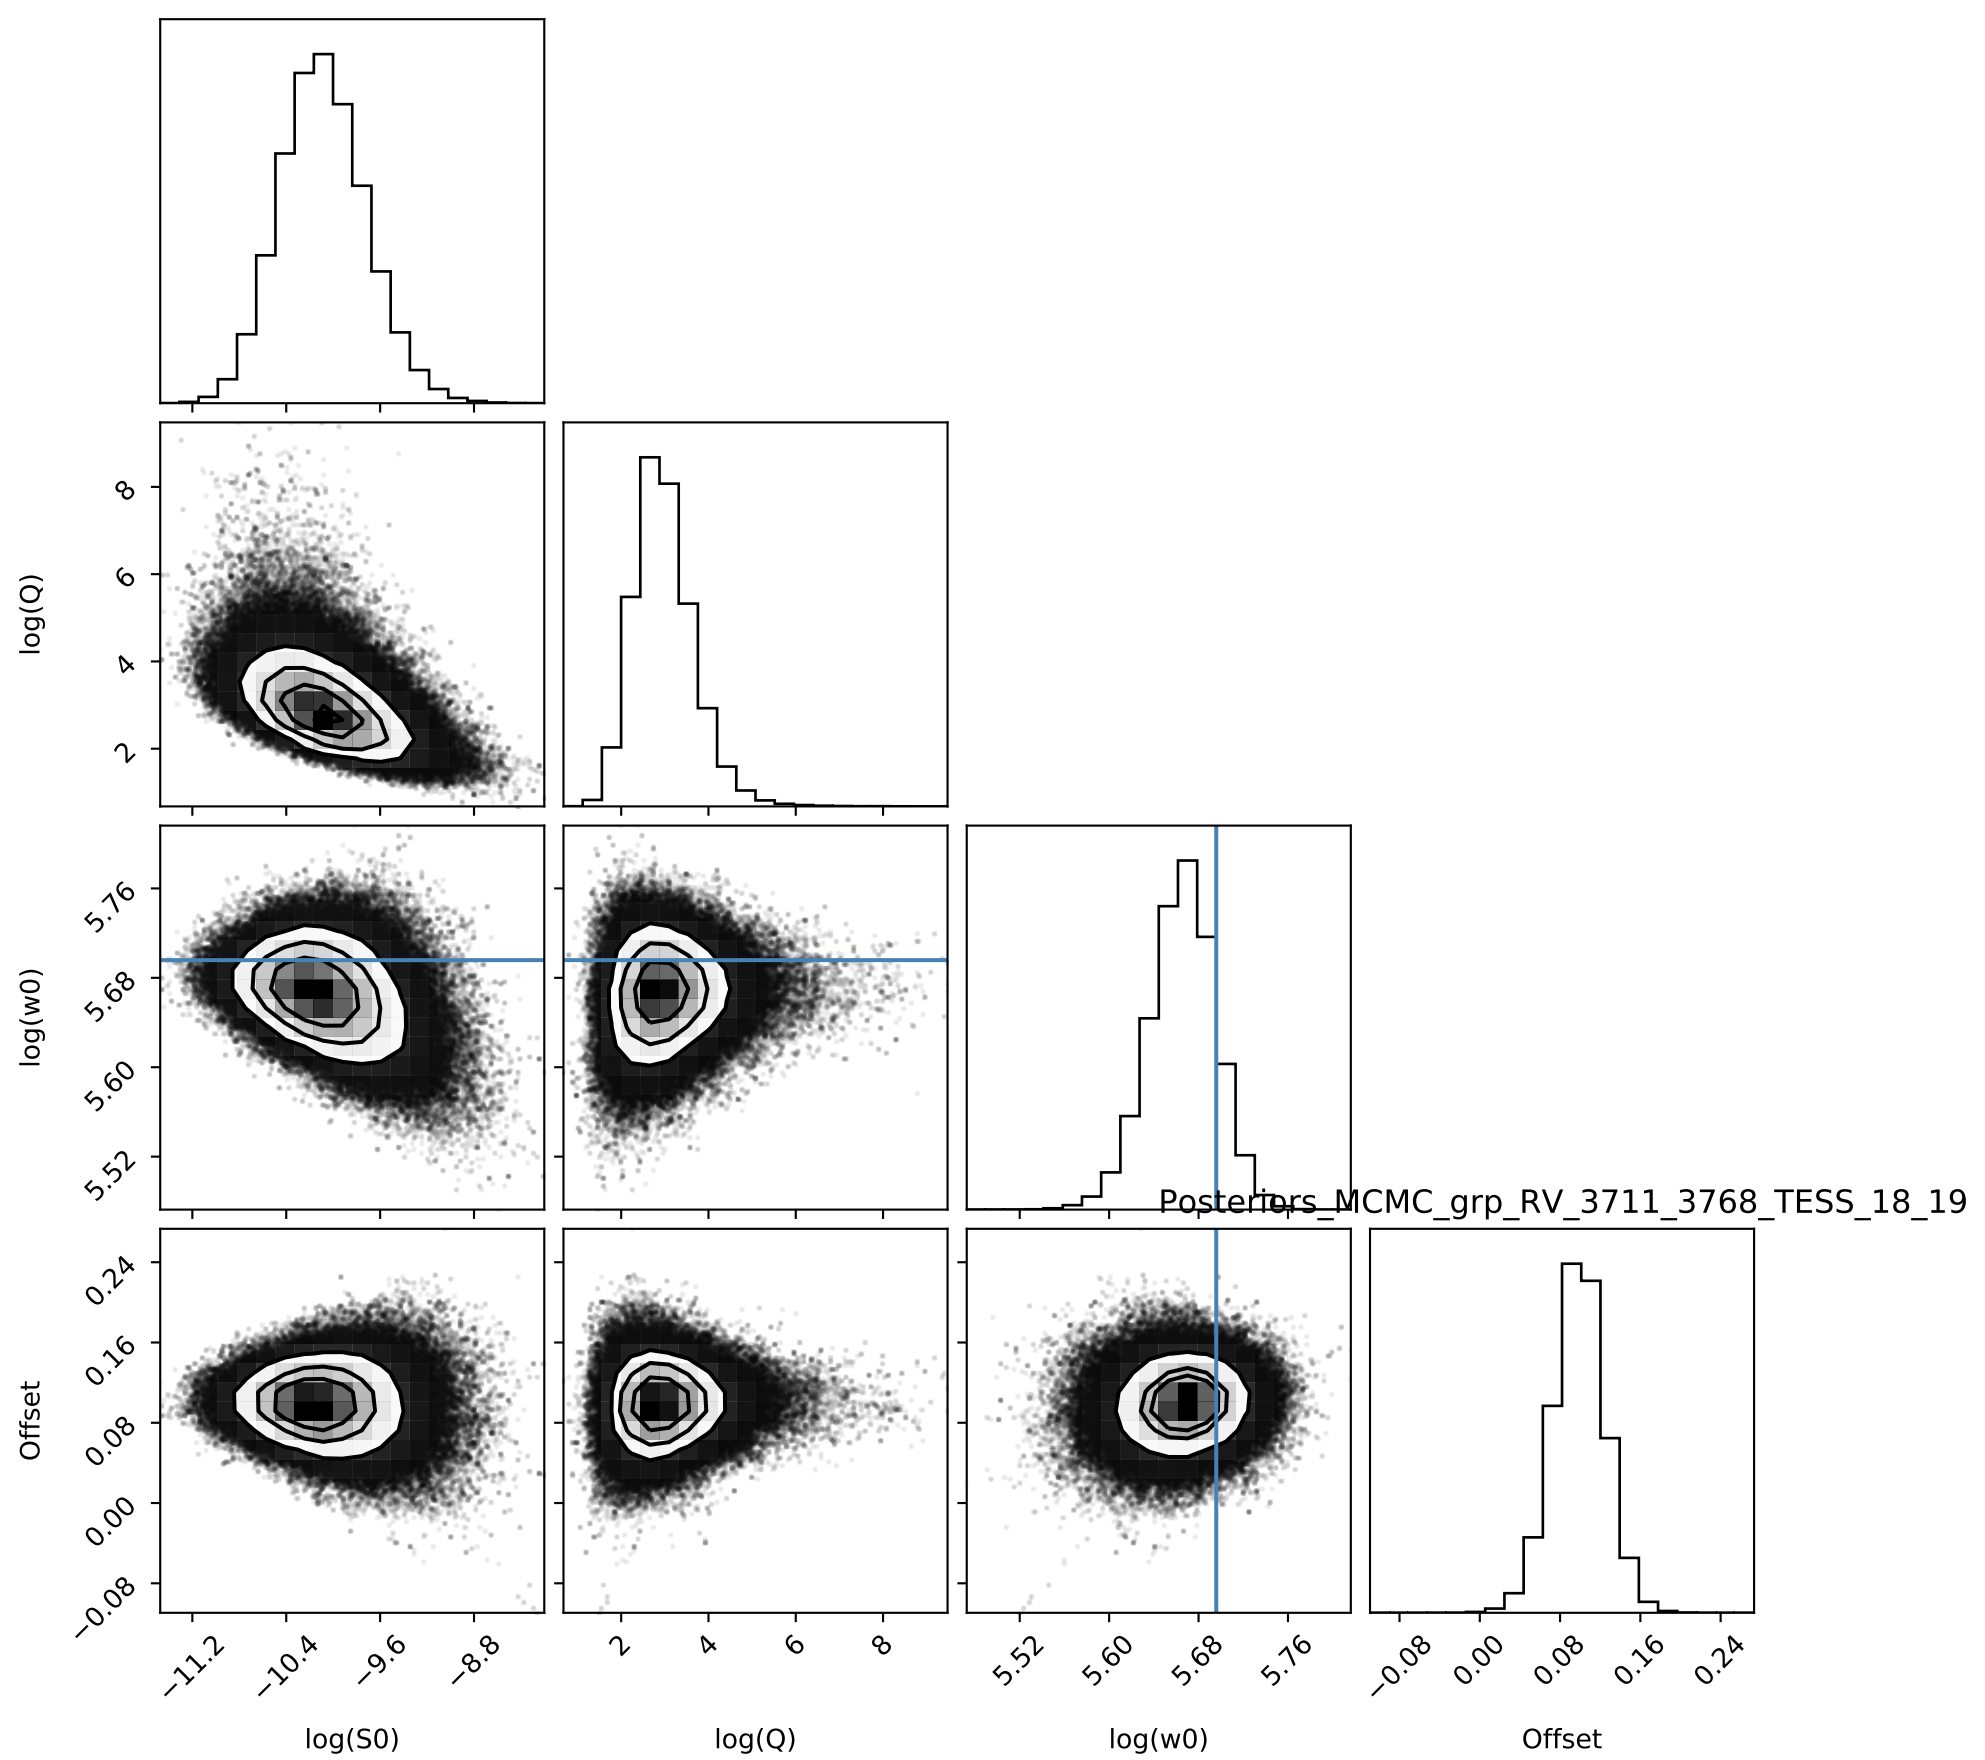 8
6
4
2
log(Q)
5.76
5.68
5.60
5.52
log(w0)
Posteriors_MCMC_grp_RV_3711_3768_TESS_18_19
0.24
0.16
0.08
0.00
−0.08
Offset
−11.2 −10.4 −9.6 −8.8 2 4 6 8 5.52 5.60 5.68 5.76 −0.08 0.00 0.08 0.16 0.24
log(S0) log(Q) log(w0) Offset